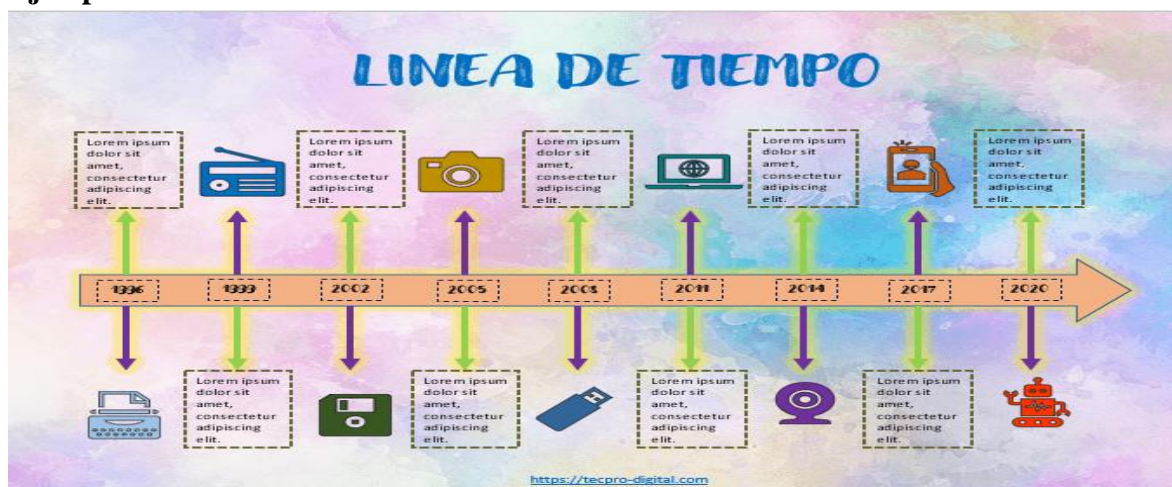 LINEA DE TIEMPO
Lorem ipsum
dolor sit
amet,
consectetur
adipiscing
elit.
Lorem ipsum
dolor sit
amet,
consectetur
adipiscing
elit.
Lorem ipsum
dolor sit
amet,
consectetur
adipiscing
elit.
Lorem ipsum
dolor sit
amet,
consectetur
adipiscing
elit.
Lorem ipsum
dolor sit
amet,
consectetur
adipiscing
elit.
1996 1999 2002 2005 2008 2011 2014 2017 2020
Lorem ipsum
dolor sit
amet,
consectetur
adipiscing
elit.
Lorem ipsum
dolor sit
amet,
consectetur
adipiscing
elit.
Lorem ipsum
dolor sit
amet,
consectetur
adipiscing
elit.
Lorem ipsum
dolor sit
amet,
consectetur
adipiscing
elit.
https://tecpro-digital.com